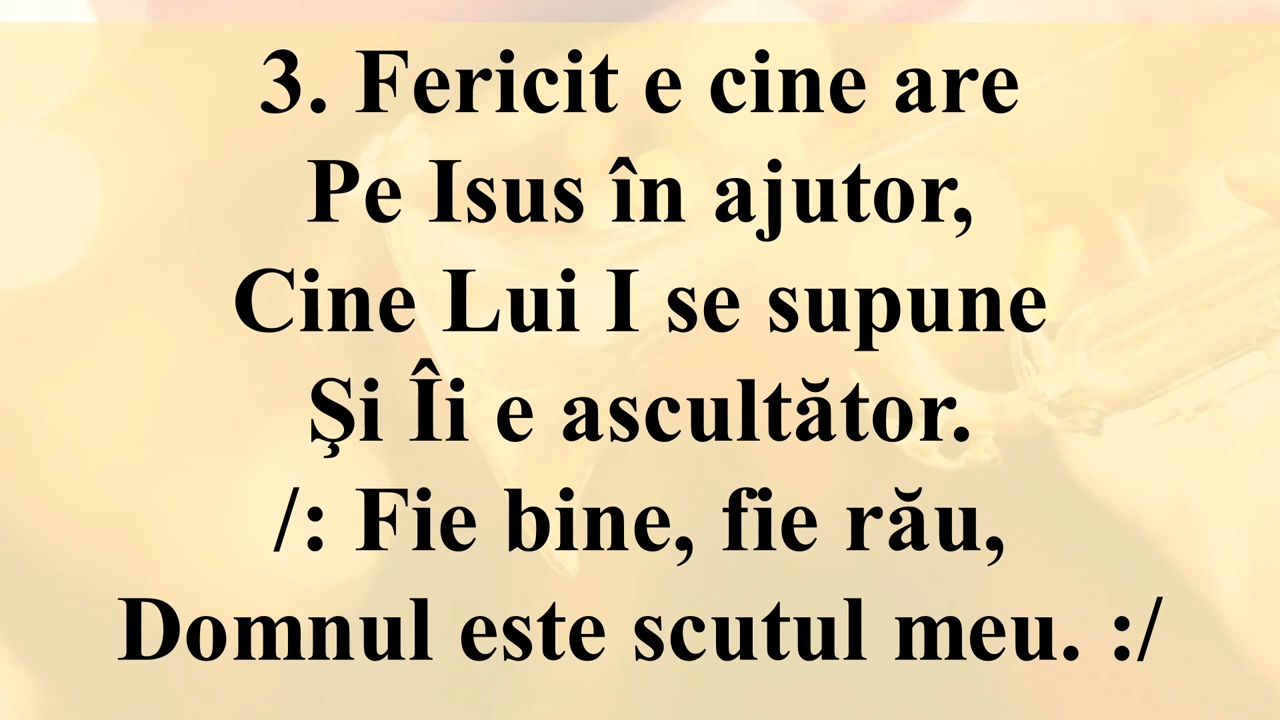 3. Fericit e cine are
Pe Isus în ajutor,
Cine Lui I se supune
Şi Îi e ascultător.
/: Fie bine, fie rău,
Domnul este scutul meu. :/